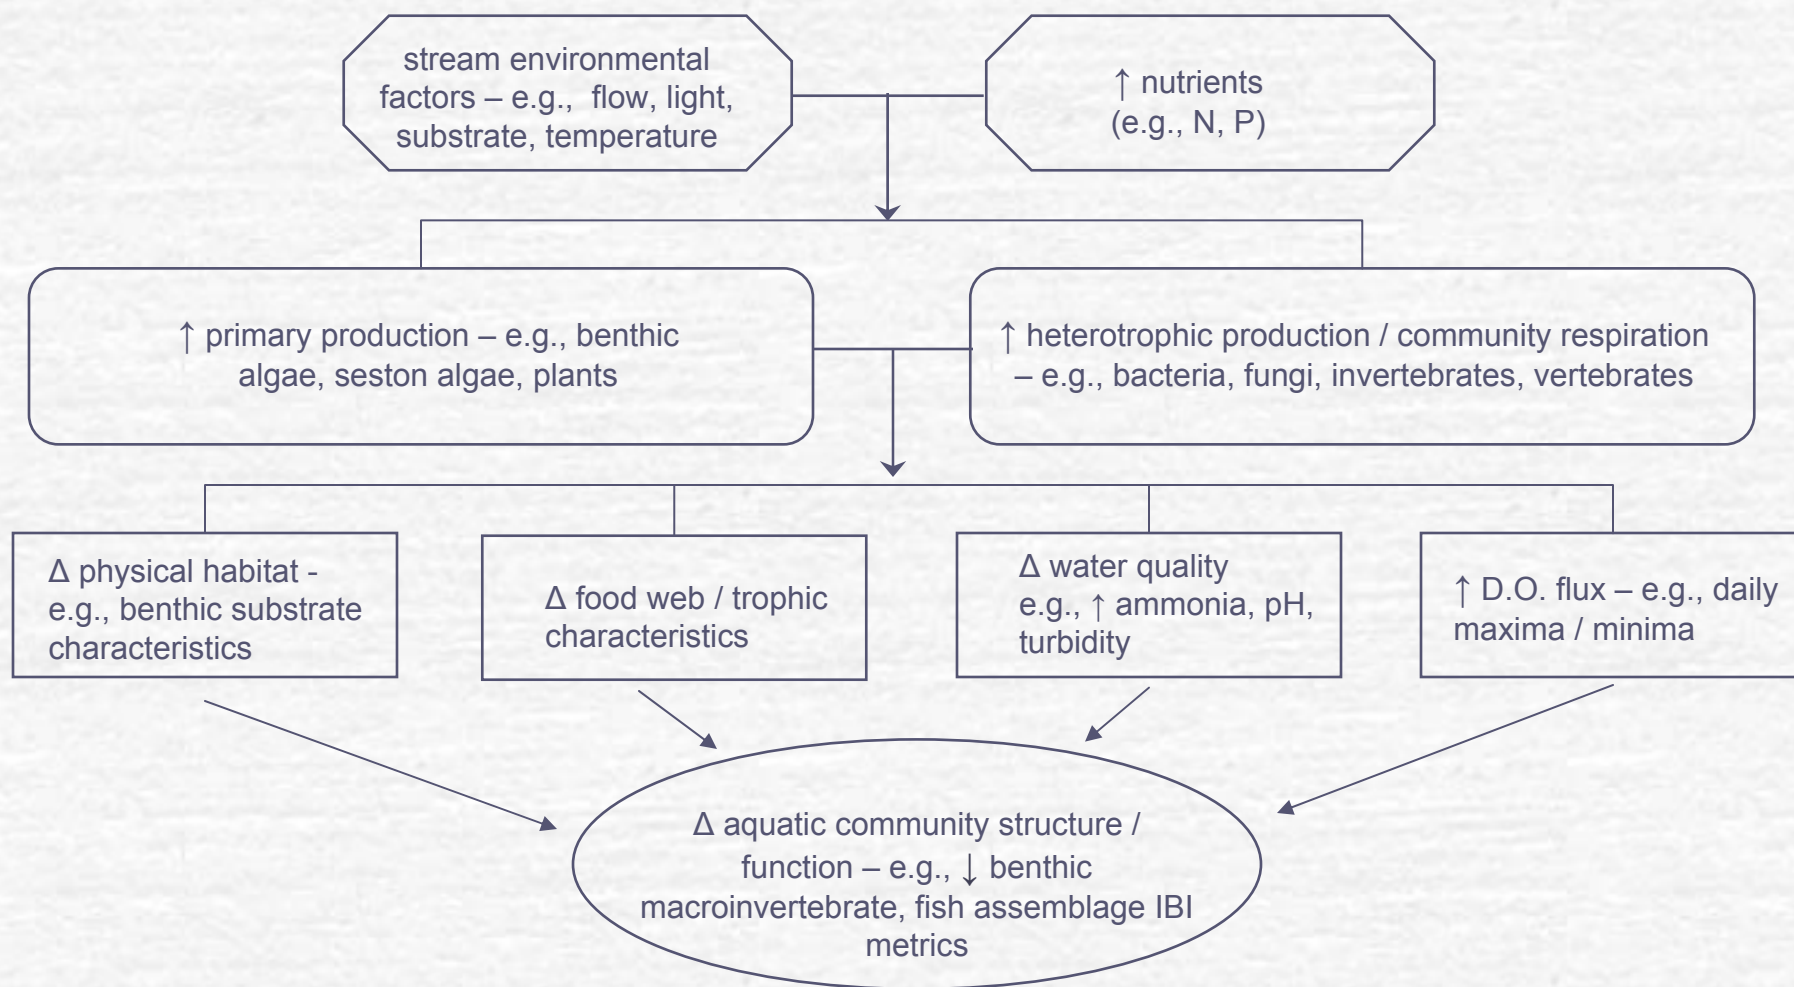 stream environmental
factors – e.g.,  flow, light,
substrate, temperature
↑ nutrients
(e.g., N, P)
↑ primary production – e.g., benthic
algae, seston algae, plants
↑ heterotrophic production / community respiration
– e.g., bacteria, fungi, invertebrates, vertebrates
Δ physical habitat -
e.g., benthic substrate
characteristics
Δ food web / trophic
characteristics
Δ water quality
e.g., ↑ ammonia, pH,
turbidity
↑ D.O. flux – e.g., daily
maxima / minima
Δ aquatic community structure /
function – e.g., ↓ benthic
macroinvertebrate, fish assemblage IBI
metrics